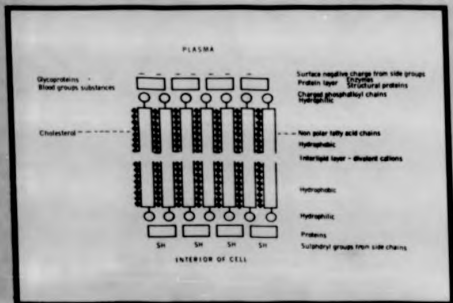 PLASMA
Glycoproteins
Blood groups substances
Surface negative charge from side groups
Protein layer Enzymes
Structural proteins
Charged phosphatidyl chains
Hydrophilic
Cholesterol
Non polar fatty acid chains
Hydrophobic
Interlipid layer - divalent cations
Hydrophobic
Hydrophilic
Proteins
SH SH SH SH
Sulphdryl groups from side chains
INTERIOR OF CELL